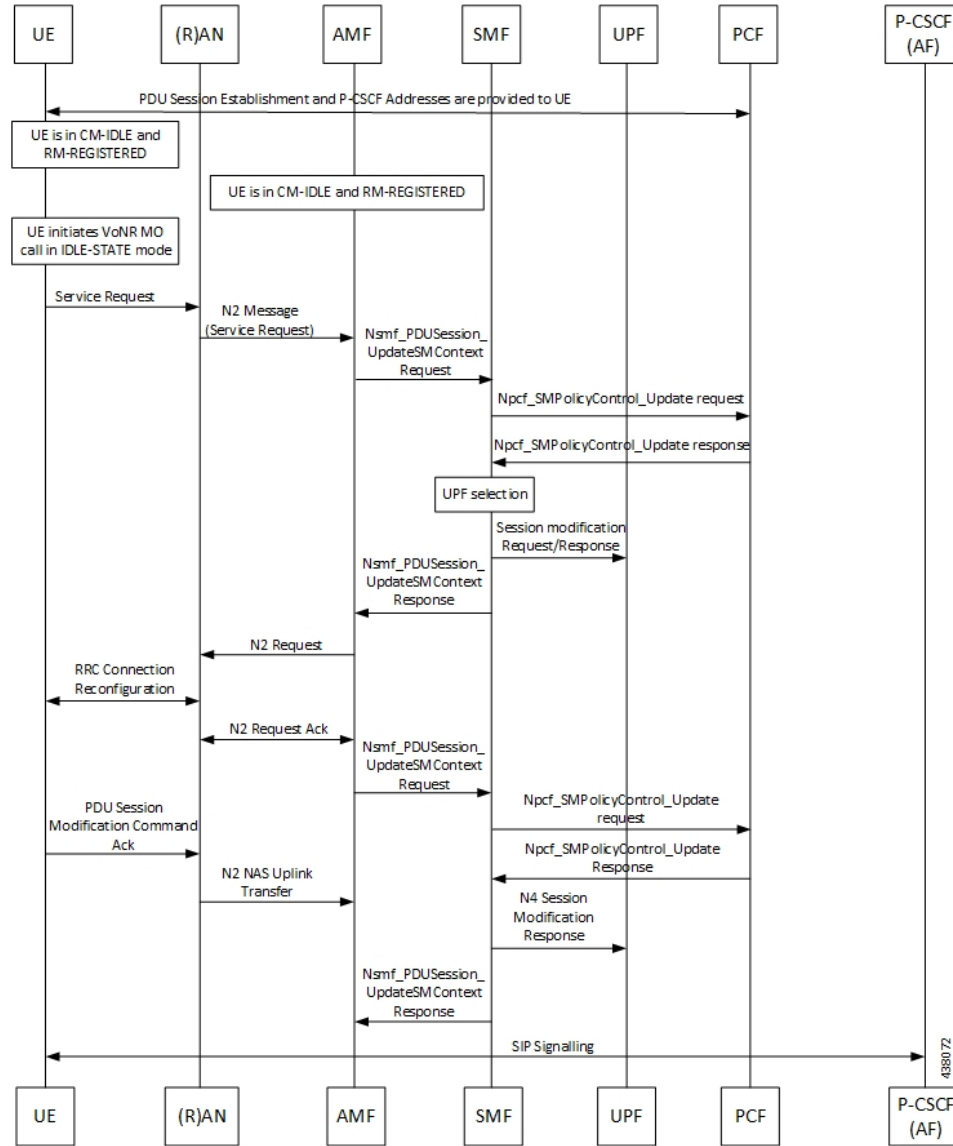 UE
(R)AN
AMF
SMF
UPF
PCF
P-CSCF
(AF)
PDU Session Establishment and P-CSCF Addresses are provided to UE
UE is in CM-IDLE and
RM-REGISTERED
UE is in CM-IDLE and RM-REGISTERED
UE initiates VoNR MO
call in IDLE-STATE mode
Service Request
N2 Message
(Service Request)
Nsmf_PDUSession_
UpdateSMContext
Request
Npcf_SMPolicyControl_Update request
Npcf_SMPolicyControl_Update response
UPF selection
Session modification
Request/Response
Nsmf_PDUSession_
UpdateSMContext
Response
N2 Request
RRC Connection
Reconfiguration
N2 Request Ack
Nsmf_PDUSession_
UpdateSMContext
Request
PDU Session
Modification Command
Ack
Npcf_SMPolicyControl_Update
request
Npcf_SMPolicyControl_Update
Response
N2 NAS Uplink
Transfer
N4 Session
Modification
Response
Nsmf_PDUSession_
UpdateSMContext
Response
SIP Signalling
438072
UE
(R)AN
AMF
SMF
UPF
PCF
P-CSCF
(AF)